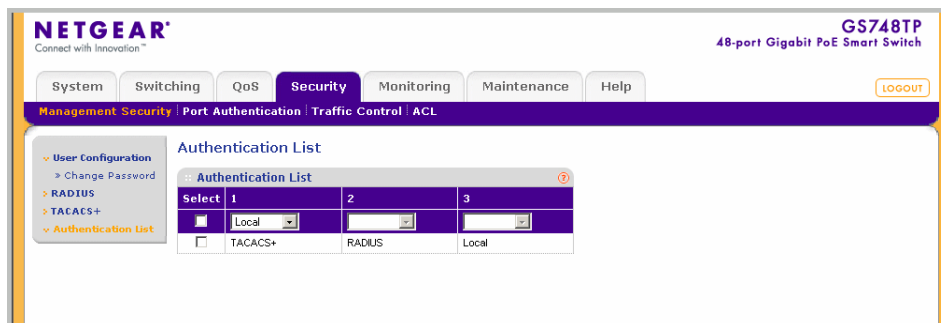 NETGEAR®
Connect with Innovation™
GS748TP
48-port Gigabit PoE Smart Switch
System Switching QoS Security Monitoring Maintenance Help
LOGOUT
Management Security Port Authentication Traffic Control ACL
User Configuration
> Change Password
RADIUS
TACACS+
Authentication List
Authentication List
:: Authentication List ?
Select 1 2 3
Local
TACACS+ RADIUS Local